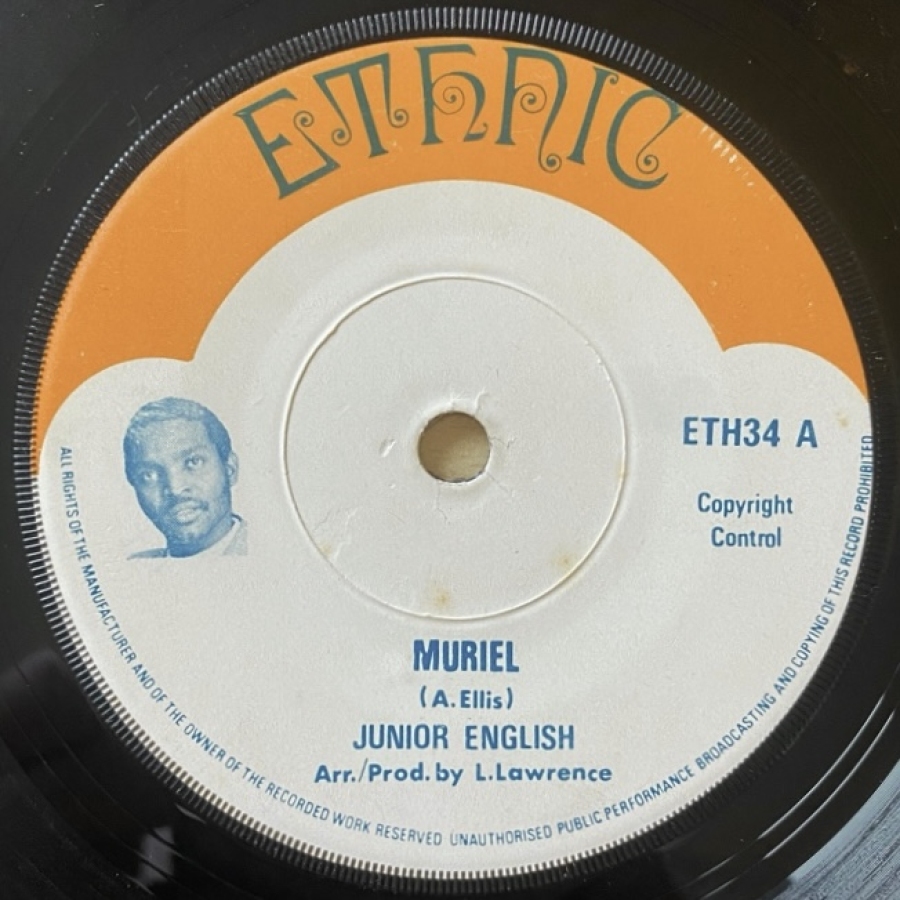 ETHNIC
ETH34 A
Copyright
Control
MURIEL
(A. Ellis)
JUNIOR ENGLISH
Arr./Prod. by L. Lawrence
ALL RIGHTS OF THE MANUFACTURER AND OF THE OWNER OF THE RECORDED WORK RESERVED UNAUTHORISED PUBLIC PERFORMANCE BROADCASTING AND COPYING OF THIS RECORD PROHIBITED